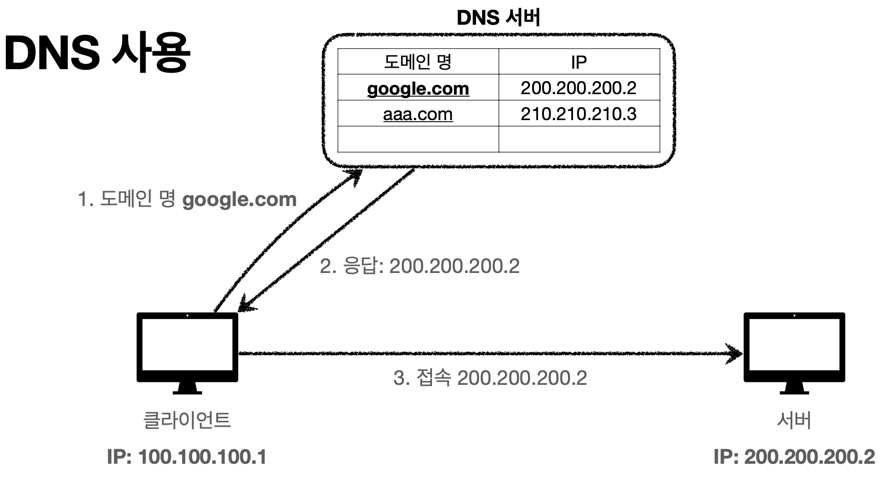 DNS 사용
DNS 서버
도메인 명 IP
google.com 200.200.200.2
aaa.com 210.210.210.3
1. 도메인 명 google.com
2. 응답: 200.200.200.2
3. 접속 200.200.200.2
클라이언트
IP: 100.100.100.1
서버
IP: 200.200.200.2